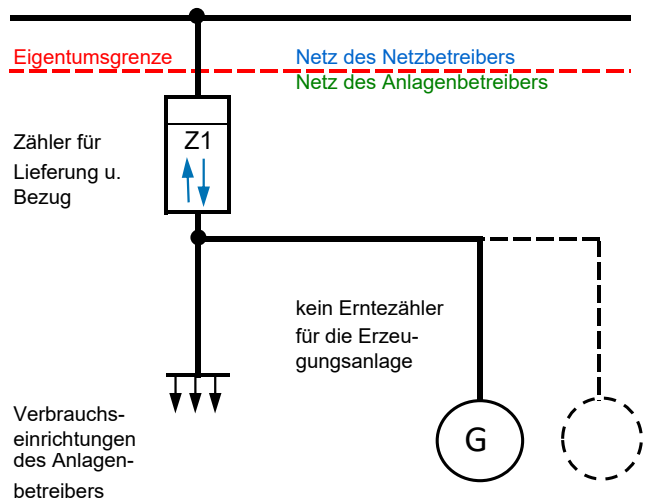 Eigentumsgrenze
Netz des Netzbetreibers
Netz des Anlagenbetreibers
Zähler für
Lieferung u.
Bezug
Z1
kein Erntezähler
für die Erzeu-
gungsanlage
Verbrauchs-
einrichtungen
des Anlagen-
betreibers
G